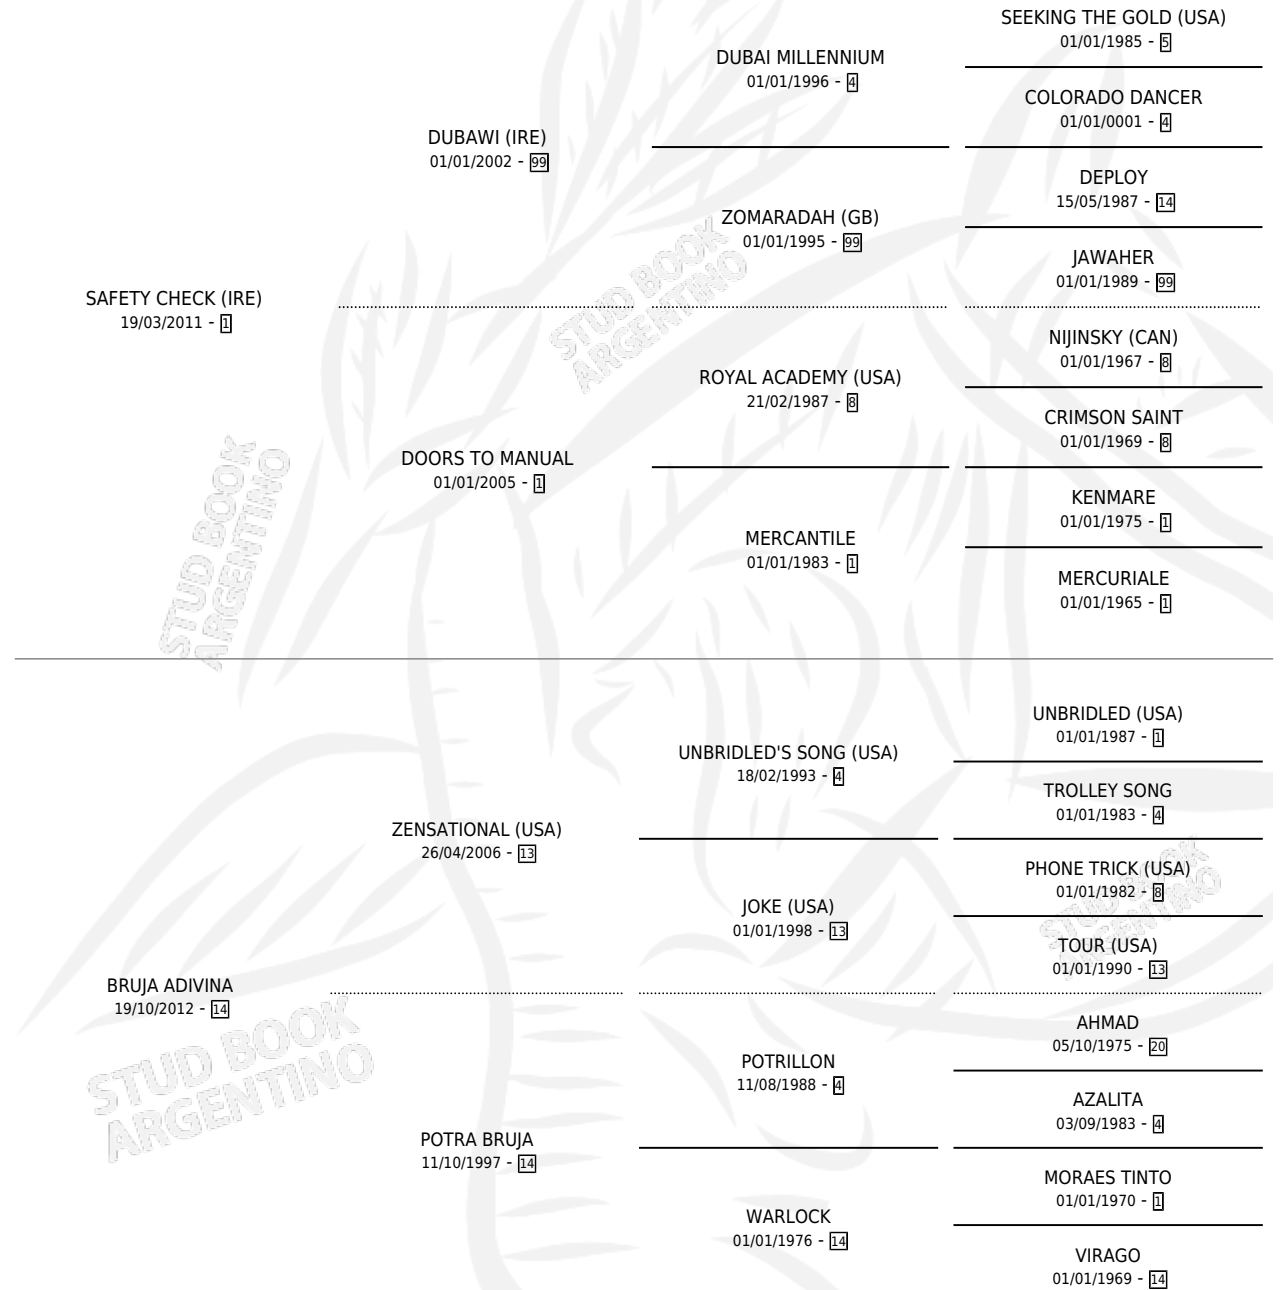 SEEKING THE GOLD (USA)
01/01/1985 - 5
DUBAI MILLENNIUM
01/01/1996 - 4
COLORADO DANCER
01/01/0001 - 4
DUBAWI (IRE)
01/01/2002 - 99
DEPLOY
15/05/1987 - 14
ZOMARADAH (GB)
01/01/1995 - 99
JAWAHER
01/01/1989 - 99
SAFETY CHECK (IRE)
19/03/2011 - 1
STUD BOOK
ARGENTINO
NIJINSKY (CAN)
01/01/1967 - 8
ROYAL ACADEMY (USA)
21/02/1987 - 8
CRIMSON SAINT
01/01/1969 - 8
DOORS TO MANUAL
01/01/2005 - 1
KENMARE
01/01/1975 - 1
MERCANTILE
01/01/1983 - 1
MERCURIALE
01/01/1965 - 1
STUD BOOK
ARGENTINO
UNBRIDLED (USA)
01/01/1987 - 1
UNBRIDLED'S SONG (USA)
18/02/1993 - 4
TROLLEY SONG
01/01/1983 - 4
ZENSATIONAL (USA)
26/04/2006 - 13
PHONE TRICK (USA)
01/01/1982 - 8
JOKE (USA)
01/01/1998 - 13
STUD BOOK
ARGENTINO
TOUR (USA)
01/01/1990 - 13
BRUJA ADIVINA
19/10/2012 - 14
AHMAD
05/10/1975 - 20
STUD BOOK
ARGENTINO
POTRILLON
11/08/1988 - 4
AZALITA
03/09/1983 - 4
POTRA BRUJA
11/10/1997 - 14
MORAES TINTO
01/01/1970 - 1
WARLOCK
01/01/1976 - 14
VIRAGO
01/01/1969 - 14